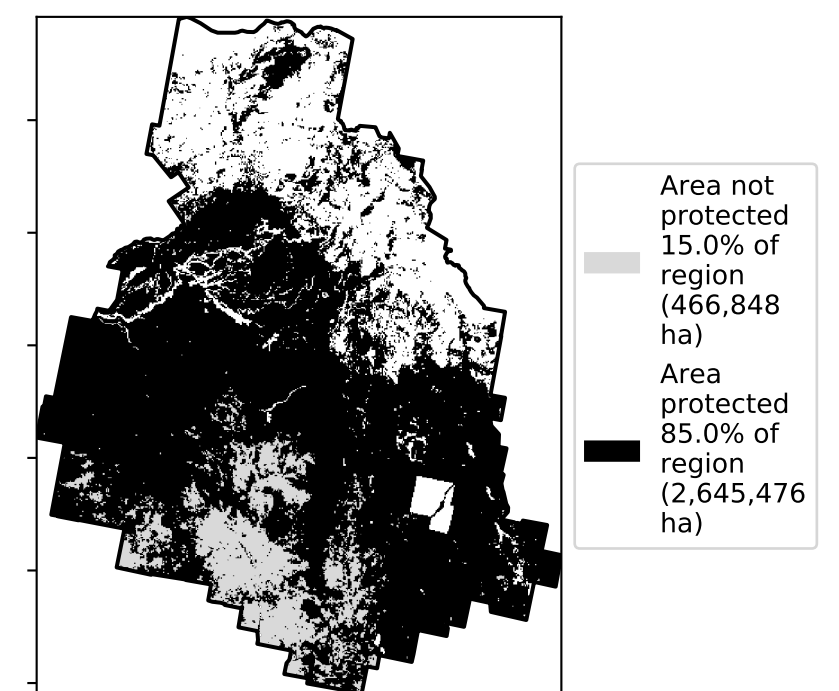 Area not
protected
15.0% of
region
(466,848
ha)
Area
protected
85.0% of
region
(2,645,476
ha)